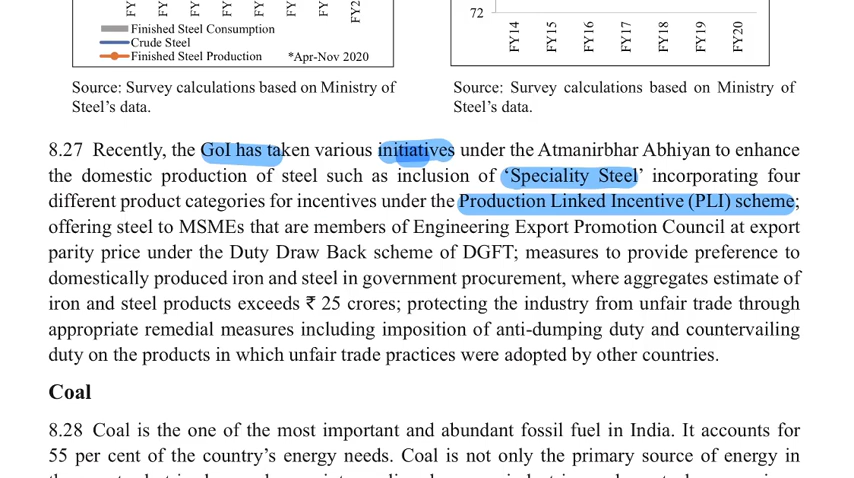 FY
FY
FY
FY
FY
FY
FY
FY2
72
FY14
FY15
FY16
FY17
FY18
FY19
FY20
Finished Steel Consumption
Crude Steel
Finished Steel Production *Apr-Nov 2020
Source: Survey calculations based on Ministry of
Steel’s data.
Source: Survey calculations based on Ministry of
Steel’s data.
8.27 Recently, the GoI has taken various initiatives under the Atmanirbhar Abhiyan to enhance
the domestic production of steel such as inclusion of ‘Speciality Steel’ incorporating four
different product categories for incentives under the Production Linked Incentive (PLI) scheme;
offering steel to MSMEs that are members of Engineering Export Promotion Council at export
parity price under the Duty Draw Back scheme of DGFT; measures to provide preference to
domestically produced iron and steel in government procurement, where aggregates estimate of
iron and steel products exceeds ₹ 25 crores; protecting the industry from unfair trade through
appropriate remedial measures including imposition of anti-dumping duty and countervailing
duty on the products in which unfair trade practices were adopted by other countries.
Coal
8.28 Coal is the one of the most important and abundant fossil fuel in India. It accounts for
55 per cent of the country’s energy needs. Coal is not only the primary source of energy in